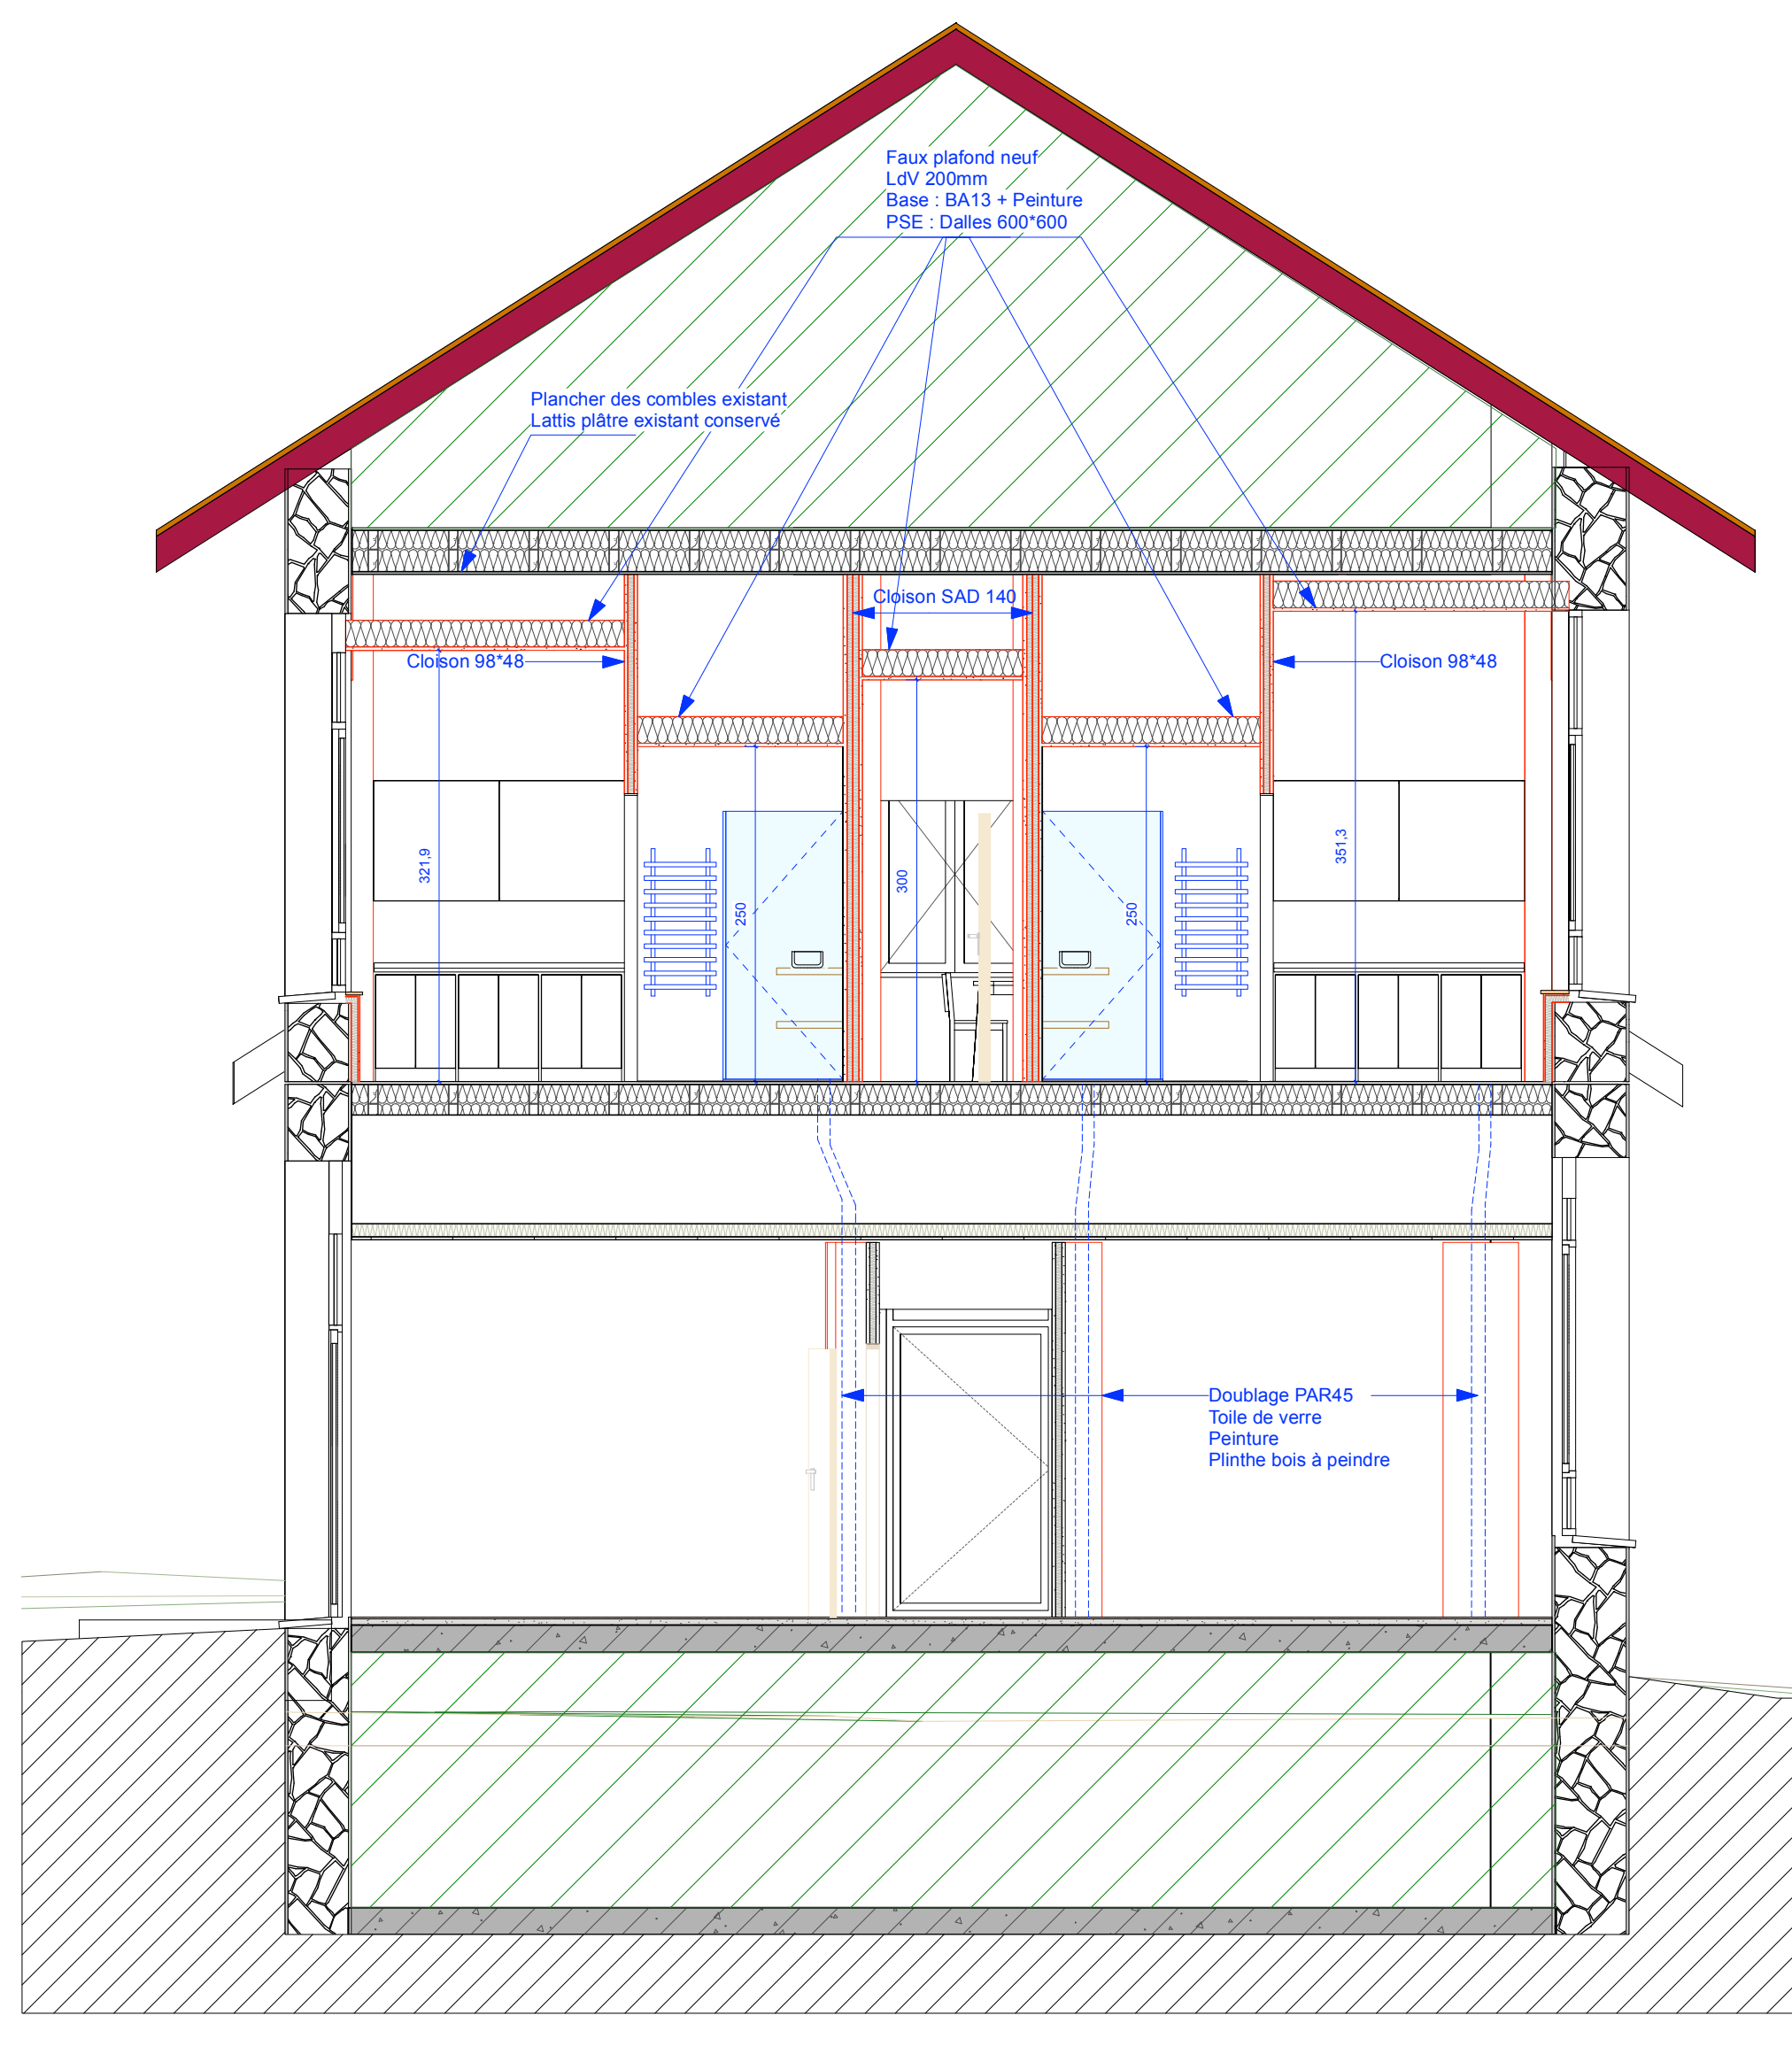 Faux plafond neuf
LdV 200mm
Base : BA13 + Peinture
PSE : Dalles 600*600
Plancher des combles existant
Lattis plâtre existant conservé
Cloison SAD 140
Cloison 98*48
Cloison 98*48
321,9
250
300
250
351,3
Doublage PAR45
Toile de verre
Peinture
Plinthe bois à peindre